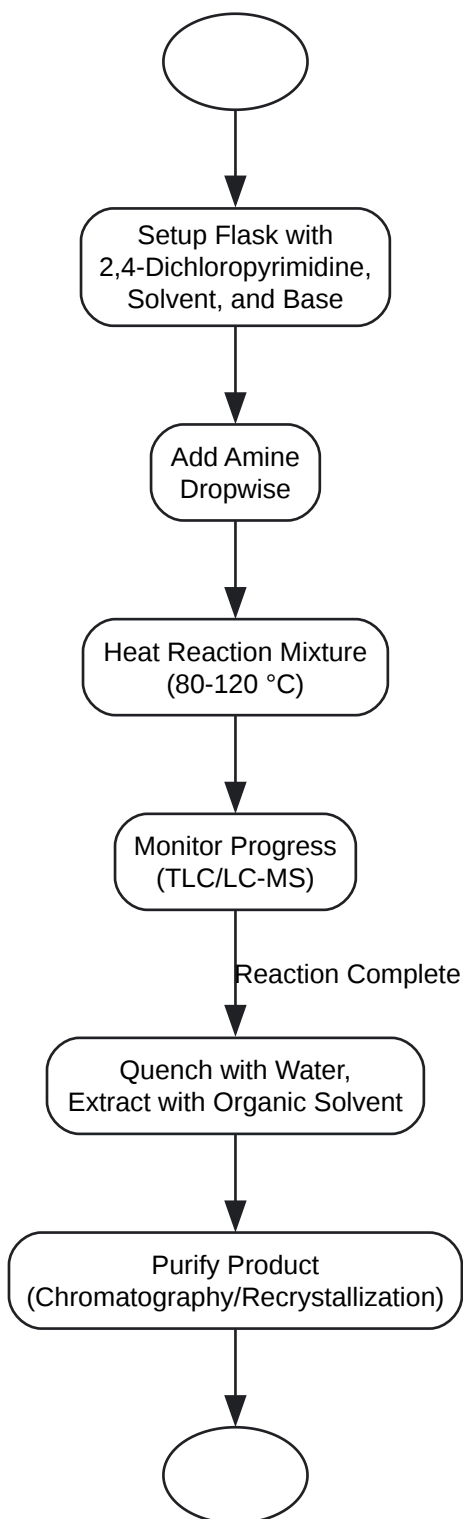 Setup Flask with
2,4-Dichloropyrimidine,
Solvent, and Base
Add Amine
Dropwise
Heat Reaction Mixture
(80-120 °C)
Monitor Progress
(TLC/LC-MS)
Reaction Complete
Quench with Water,
Extract with Organic Solvent
Purify Product
(Chromatography/Recrystallization)